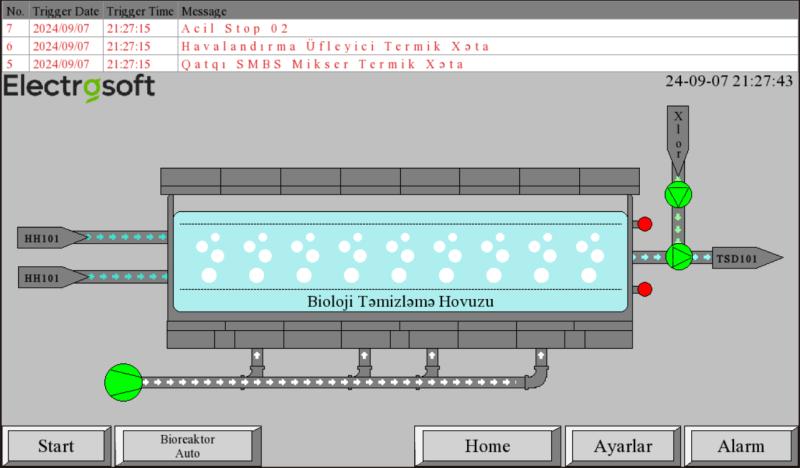 No. Trigger Date Trigger Time Message
7 2024/09/07 21:27:15 Acil Stop 02
6 2024/09/07 21:27:15 Havalandırma Üfleyici Termik Xəta
5 2024/09/07 21:27:15 Qatqı SMBS Mikser Termik Xəta
Electrosoft
24-09-07 21:27:43
Xlor
HH101
TSD101
HH101
Bioloji Təmizləmə Hovuzu
Start
Bioreaktor
Auto
Home
Ayarlar
Alarm